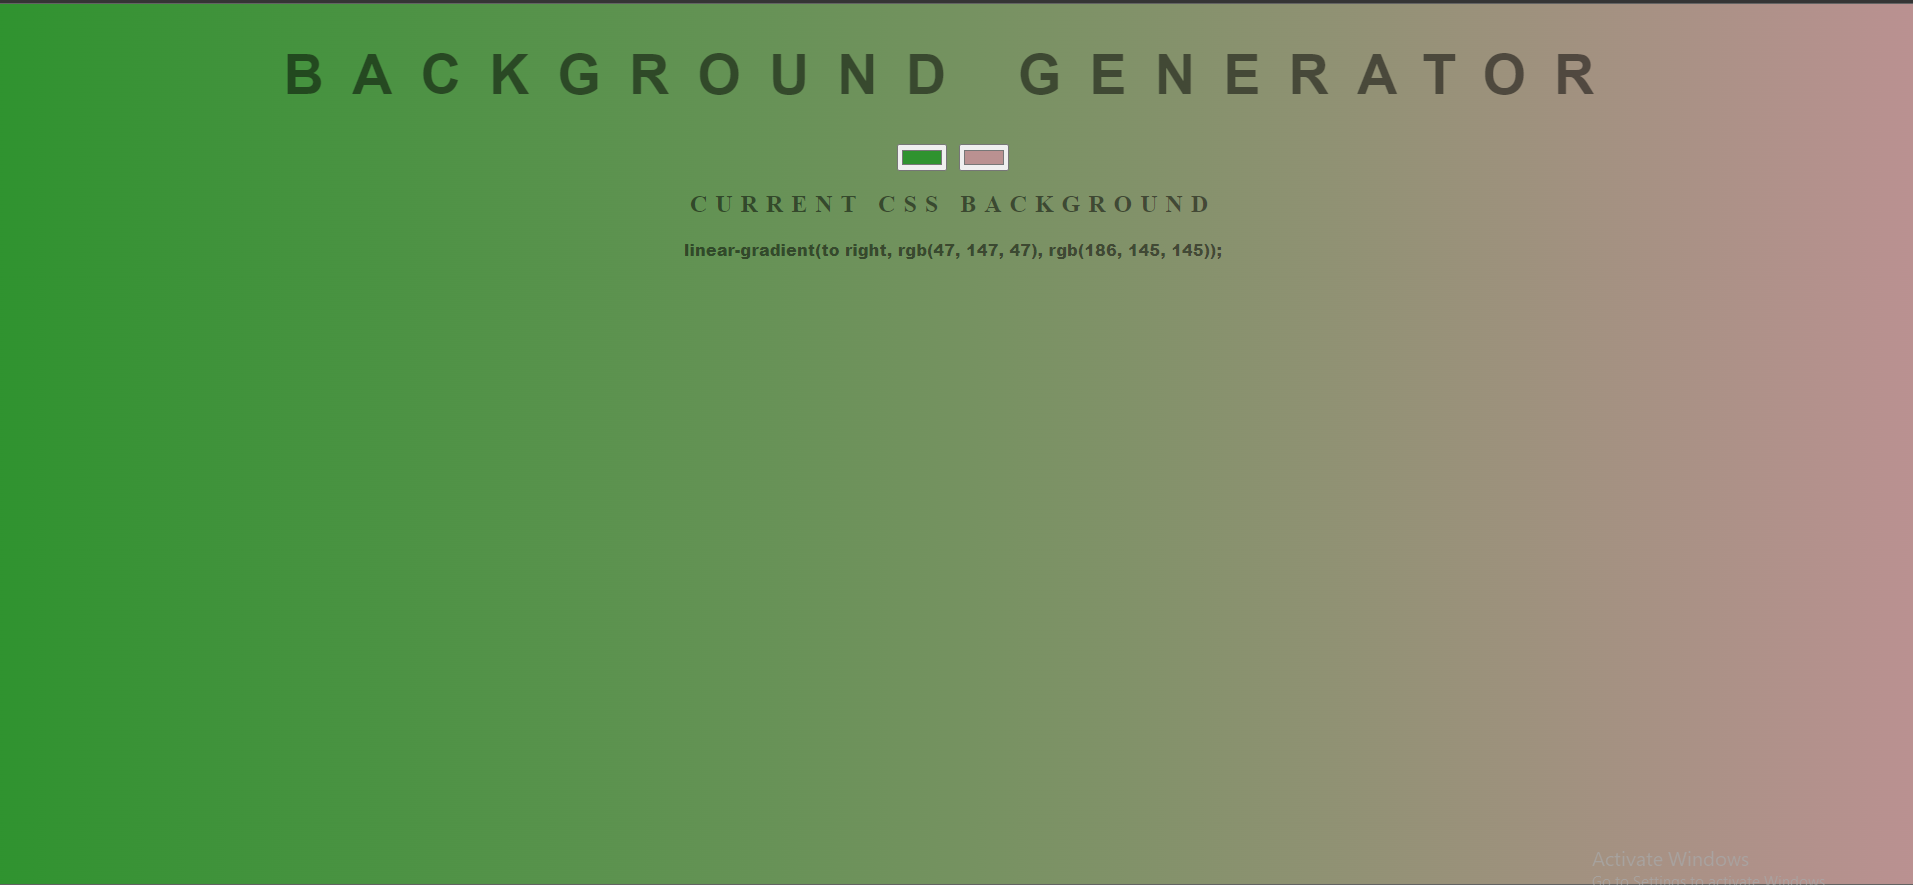 BACKGROUND GENERATOR
CURRENT CSS BACKGROUND
linear-gradient(to right, rgb(47, 147, 47), rgb(186, 145, 145));
Activate Windows
Go to Settings to activate Windows.